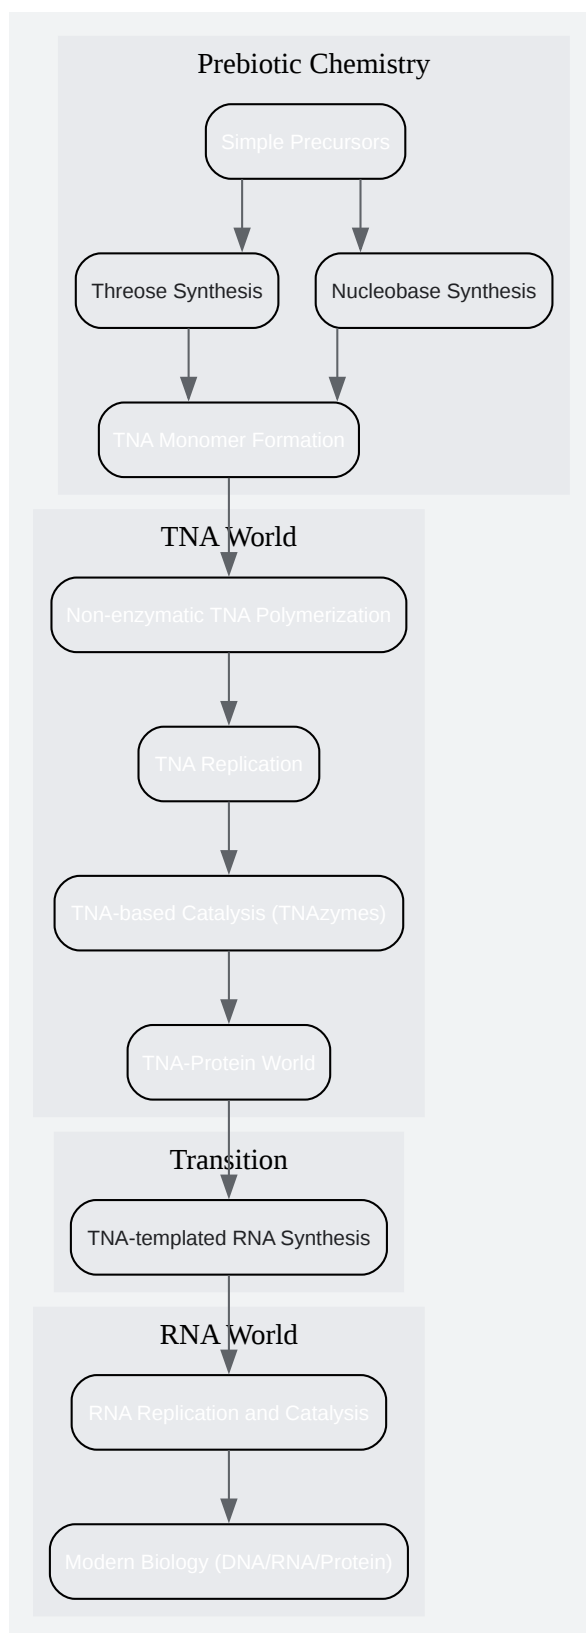 Prebiotic Chemistry
Simple Precursors
Threose Synthesis
Nucleobase Synthesis
TNA Monomer Formation
TNA World
Non-enzymatic TNA Polymerization
TNA Replication
TNA-based Catalysis (TNAzymes)
TNA-Protein World
Transition
TNA-templated RNA Synthesis
RNA World
RNA Replication and Catalysis
Modern Biology (DNA/RNA/Protein)